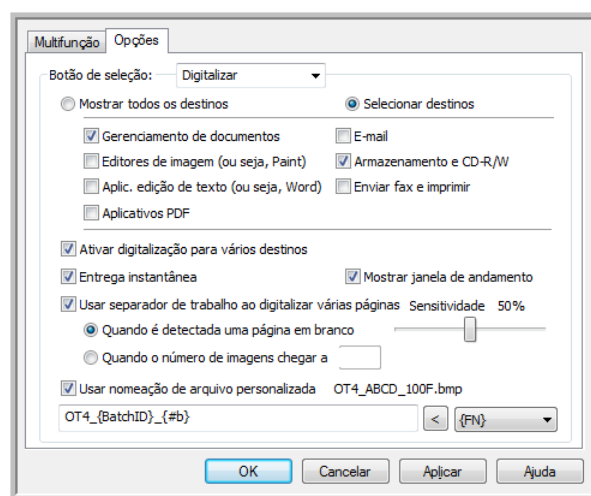 Multifunção Opções
Botão de seleção: Digitalizar
Mostrar todos os destinos Selecionar destinos
Gerenciamento de documentos E-mail
Editores de imagem (ou seja, Paint) Armazenamento e CD-R/W
Aplic. edição de texto (ou seja, Word) Enviar fax e imprimir
Aplicativos PDF
Ativar digitalização para vários destinos
Entrega instantânea Mostrar janela de andamento
Usar separador de trabalho ao digitalizar várias páginas Sensitividade 50%
Quando é detectada uma página em branco
Quando o número de imagens chegar a
Usar nomeação de arquivo personalizada OT4_ABCD_100F.bmp
OT4_{BatchID}_{#b} < {FN}
OK Cancelar Aplicar Ajuda